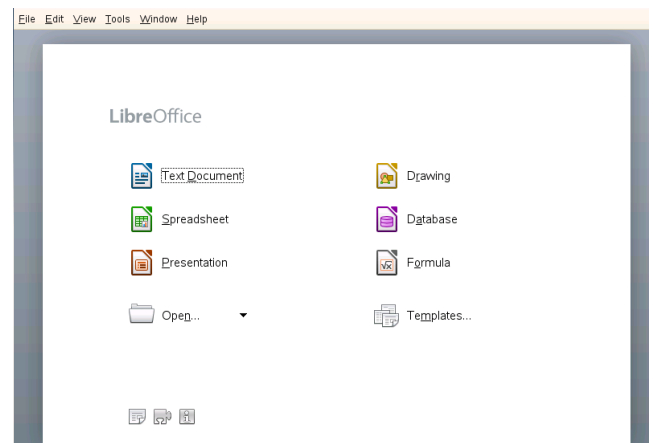 File Edit View Tools Window Help
LibreOffice
Text Document
Drawing
Spreadsheet
Database
Presentation
Formula
Open...
Templates...